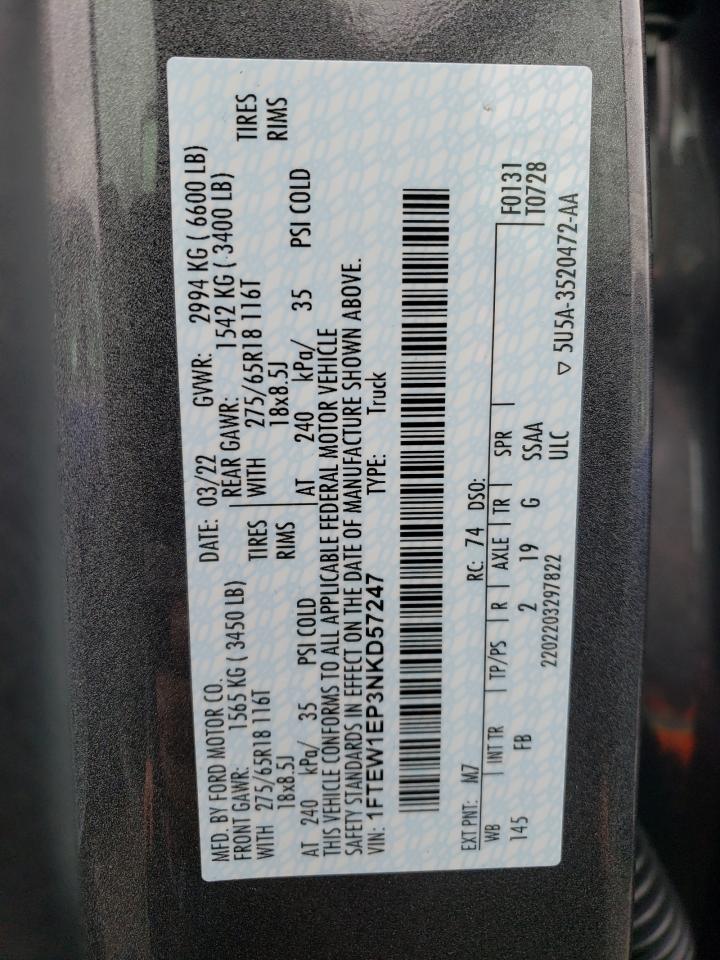 MFD. BY FORD MOTOR CO.
DATE: 03/22 GVWR: 2994 KG ( 6600 LB)
FRONT GAWR: 1565 KG ( 3450 LB)
REAR GAWR: 1542 KG ( 3400 LB)
WITH 275/65R18 116T TIRES
WITH 275/65R18 116T TIRES
18x8.5J RIMS
18x8.5J RIMS
AT 240 kPa/ 35 PSI COLD
AT 240 kPa/ 35 PSI COLD
THIS VEHICLE CONFORMS TO ALL APPLICABLE FEDERAL MOTOR VEHICLE
SAFETY STANDARDS IN EFFECT ON THE DATE OF MANUFACTURE SHOWN ABOVE.
VIN: 1FTEW1EP3NKD57247 TYPE: Truck
F0131
T0728
EXT PNT: M7 RC: 74 DSO:
WB INT TR TP/PS R AXLE TR SPR
145 FB 2 19 G SSAA
ULC
2202203297822
▽ 5U5A-3520472-AA